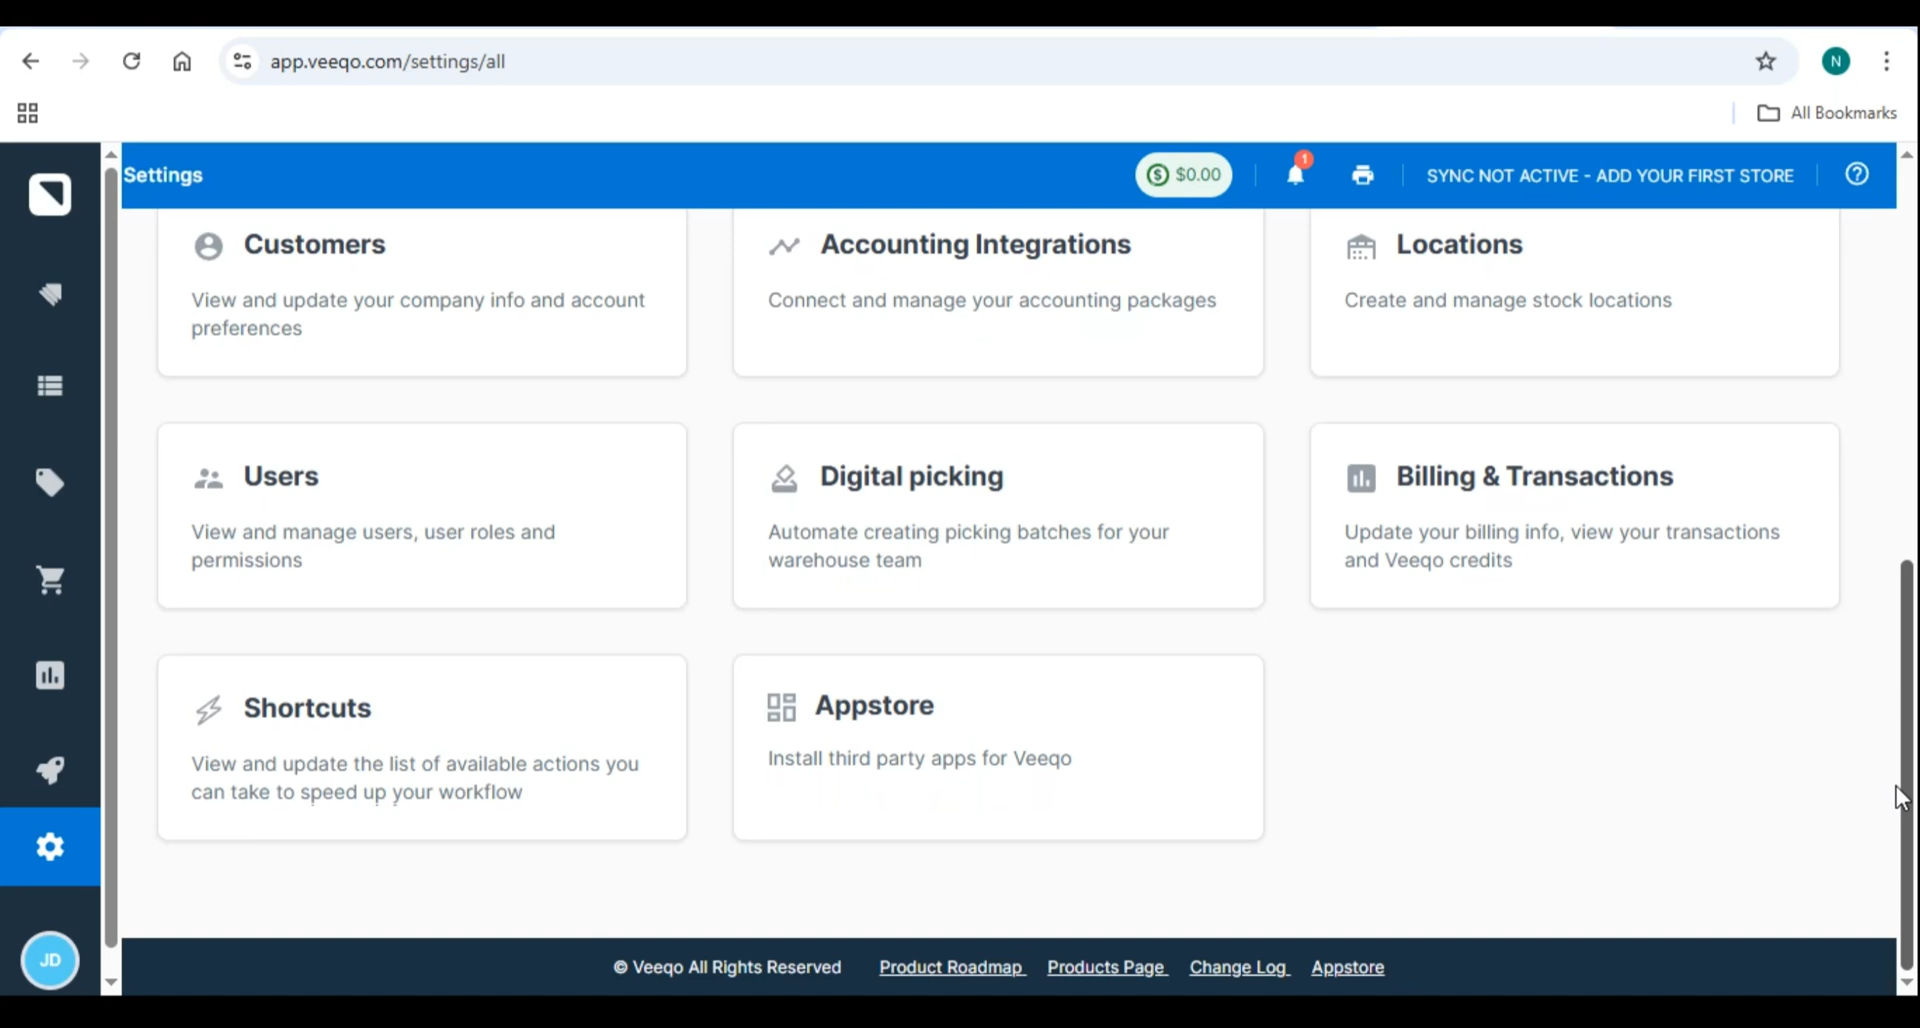 app.veeqo.com/settings/all
N
All Bookmarks
Settings
$0.00
1
SYNC NOT ACTIVE - ADD YOUR FIRST STORE
Customers
View and update your company info and account
preferences
Accounting Integrations
Connect and manage your accounting packages
Locations
Create and manage stock locations
Users
View and manage users, user roles and
permissions
Digital picking
Automate creating picking batches for your
warehouse team
Billing & Transactions
Update your billing info, view your transactions
and Veeqo credits
Shortcuts
View and update the list of available actions you
can take to speed up your workflow
Appstore
Install third party apps for Veeqo
JD
© Veeqo All Rights Reserved Product Roadmap Products Page Change Log Appstore